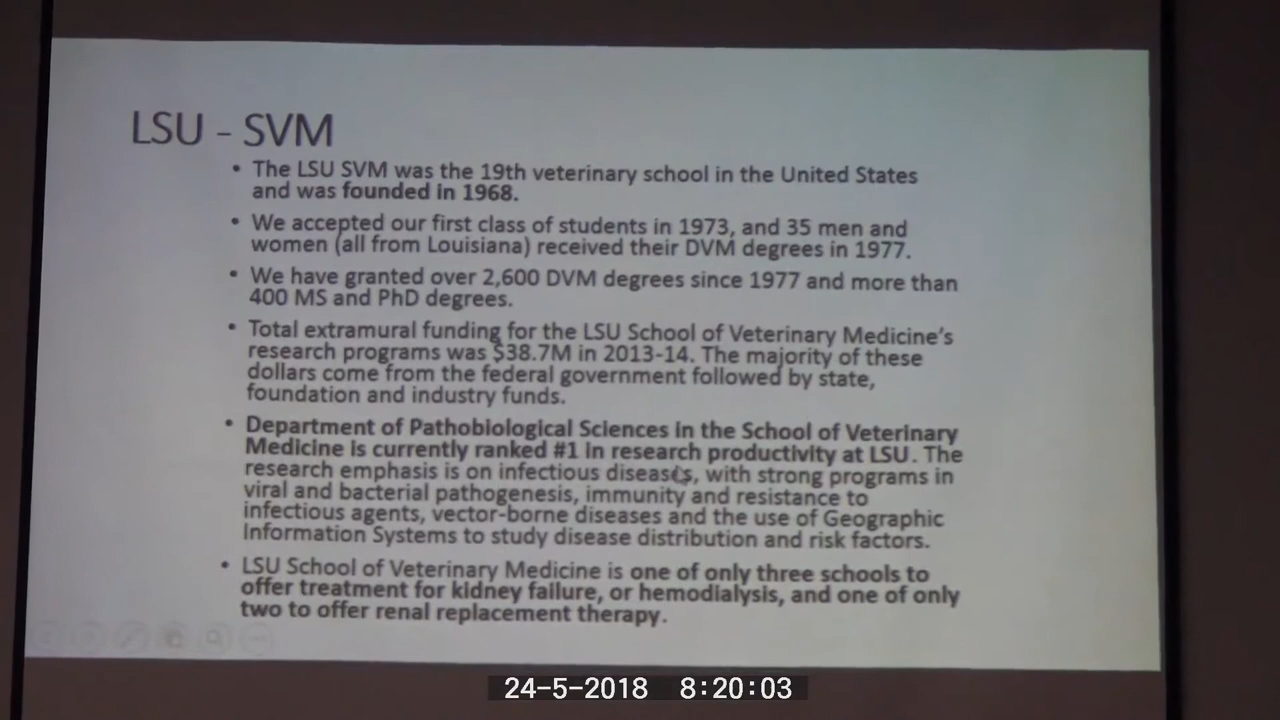 LSU - SVM
• The LSU SVM was the 19th veterinary school in the United States
and was founded in 1968.
• We accepted our first class of students in 1973, and 35 men and
women (all from Louisiana) received their DVM degrees in 1977.
• We have granted over 2,600 DVM degrees since 1977 and more than
400 MS and PhD degrees.
• Total extramural funding for the LSU School of Veterinary Medicine's
research programs was $38.7M in 2013-14. The majority of these
dollars come from the federal government followed by state,
foundation and industry funds.
• Department of Pathobiological Sciences in the School of Veterinary
Medicine is currently ranked #1 in research productivity at LSU. The
research emphasis is on infectious diseases, with strong programs in
viral and bacterial pathogenesis, immunity and resistance to
infectious agents, vector-borne diseases and the use of Geographic
Information Systems to study disease distribution and risk factors.
• LSU School of Veterinary Medicine is one of only three schools to
offer treatment for kidney failure, or hemodialysis, and one of only
two to offer renal replacement therapy.
24-5-2018 8:20:03